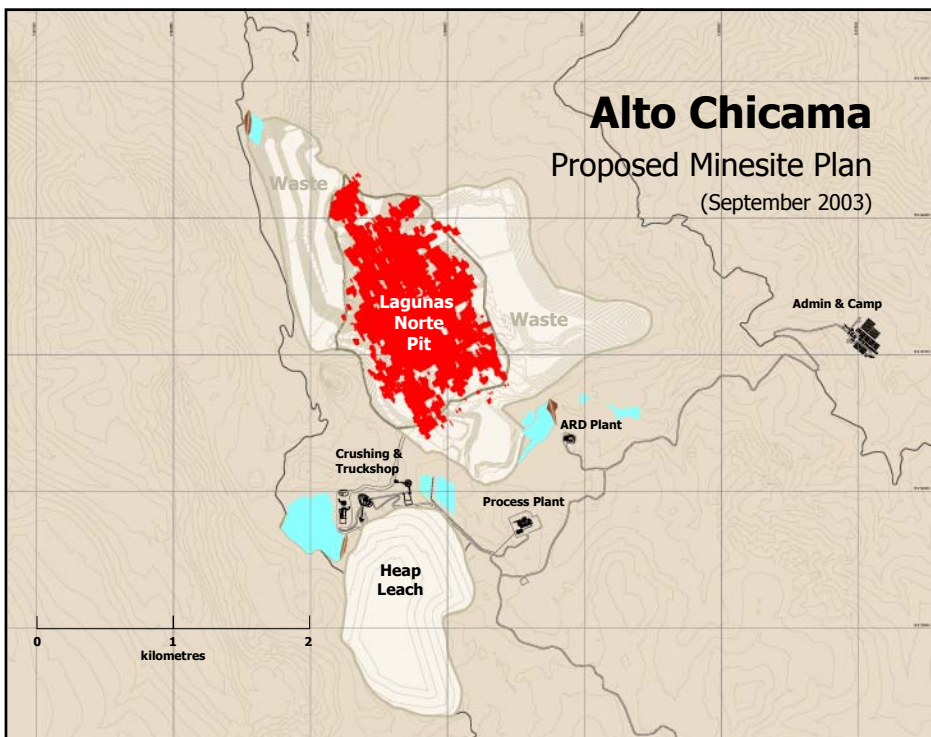 Alto Chicama
Proposed Minesite Plan
(September 2003)
Waste
Lagunas
Norte
Pit
Waste
Admin & Camp
ARD Plant
Crushing &
Truckshop
Process Plant
Heap
Leach
0 1 2
kilometres